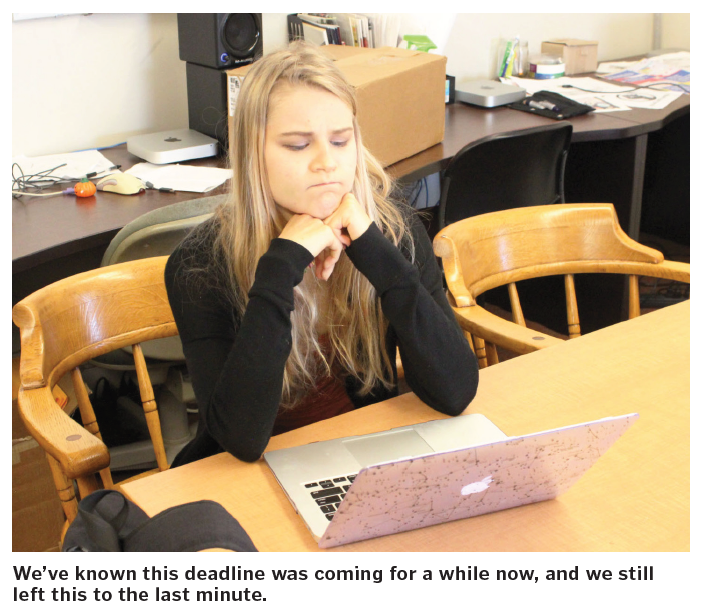 We’ve known this deadline was coming for a while now, and we still
left this to the last minute.